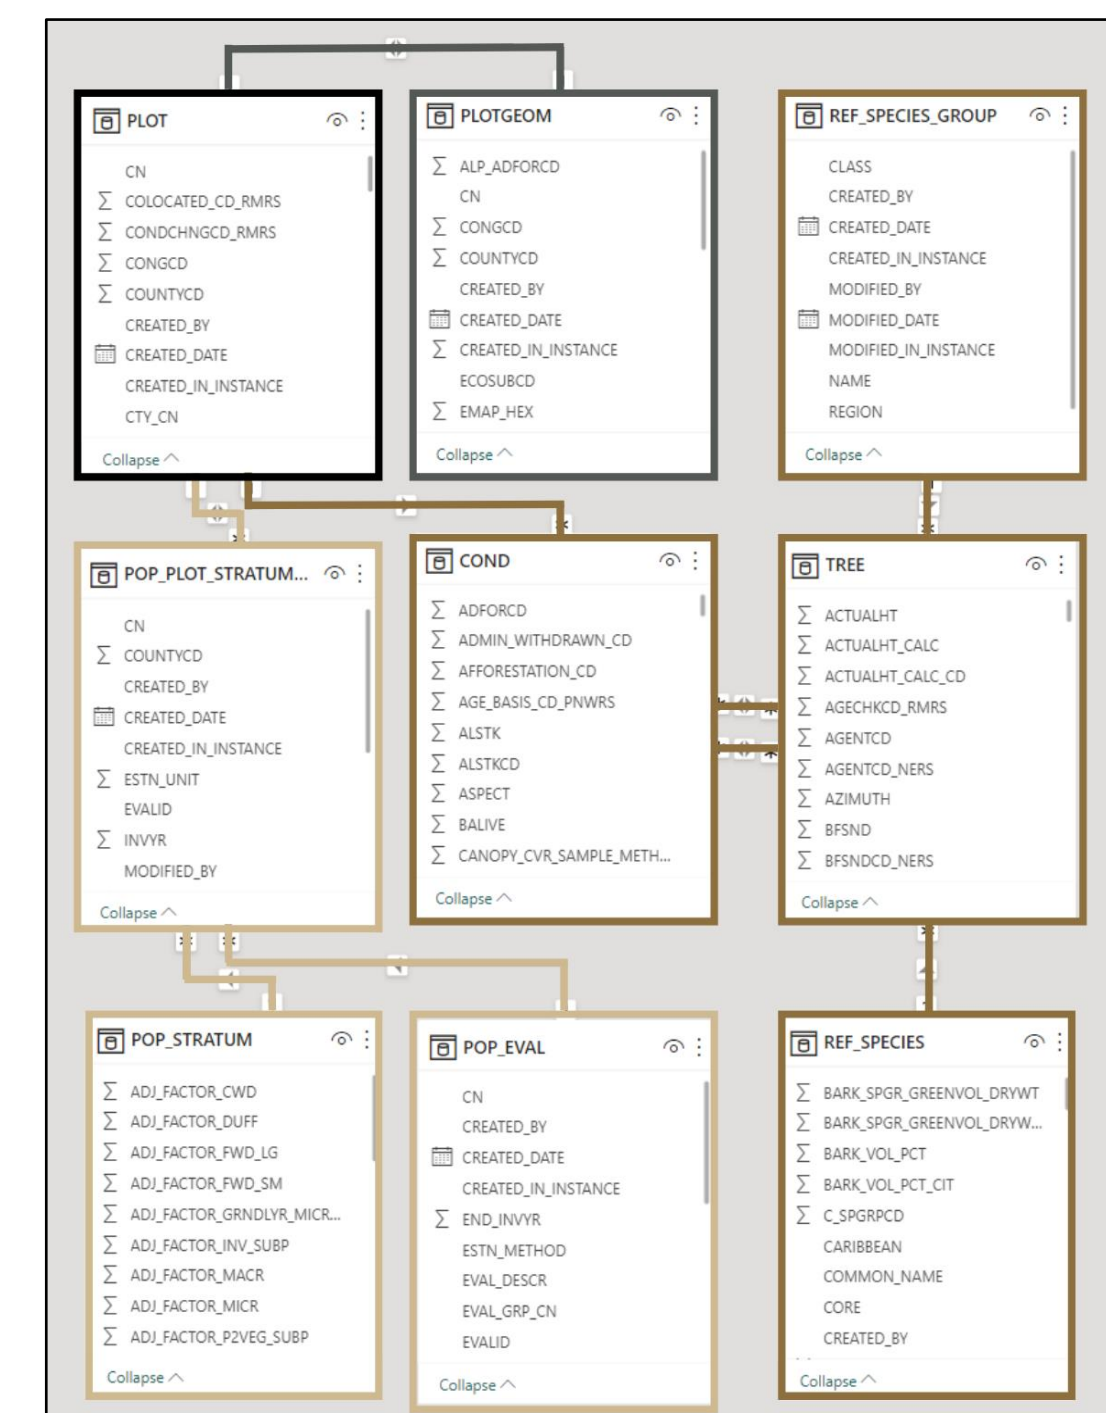 PLOT
CN
COLOCATED_CD_RMRS
CONDCHNGCD_RMRS
CONGCD
COUNTYCD
CREATED_BY
CREATED_DATE
CREATED_IN_INSTANCE
CTY_CN
Collapse
PLOTGEOM
ALP_ADFORCD
CN
CONGCD
COUNTYCD
CREATED_BY
CREATED_DATE
CREATED_IN_INSTANCE
ECOSUBCD
EMAP_HEX
Collapse
REF_SPECIES_GROUP
CLASS
CREATED_BY
CREATED_DATE
CREATED_IN_INSTANCE
MODIFIED_BY
MODIFIED_DATE
MODIFIED_IN_INSTANCE
NAME
REGION
Collapse
POP_PLOT_STRATUM...
CN
COUNTYCD
CREATED_BY
CREATED_DATE
CREATED_IN_INSTANCE
ESTN_UNIT
EVALID
INVYR
MODIFIED_BY
Collapse
COND
ADFORCD
ADMIN_WITHDRAWN_CD
AFFORESTATION_CD
AGE_BASIS_CD_PNWRS
ALSTK
ALSTKCD
ASPECT
BALIVE
CANOPY_CVR_SAMPLE_METH...
Collapse
TREE
ACTUALHT
ACTUALHT_CALC
ACTUALHT_CALC_CD
AGECHKCD_RMRS
AGENTCD
AGENTCD_NERS
AZIMUTH
BFSND
BFSNDCD_NERS
Collapse
POP_STRATUM
ADJ_FACTOR_CWD
ADJ_FACTOR_DUFF
ADJ_FACTOR_FWD_LG
ADJ_FACTOR_FWD_SM
ADJ_FACTOR_GRNDLYR_MICR...
ADJ_FACTOR_INV_SUBP
ADJ_FACTOR_MACR
ADJ_FACTOR_MICR
ADJ_FACTOR_P2VEG_SUBP
Collapse
POP_EVAL
CN
CREATED_BY
CREATED_DATE
CREATED_IN_INSTANCE
END_INVYR
ESTN_METHOD
EVAL_DESCR
EVAL_GRP_CN
EVALID
Collapse
REF_SPECIES
BARK_SPGR_GREENVOL_DRYWT
BARK_SPGR_GREENVOL_DRYW...
BARK_VOL_PCT
BARK_VOL_PCT_CIT
C_SPGRPCD
CARIBBEAN
COMMON_NAME
CORE
CREATED_BY
Collapse